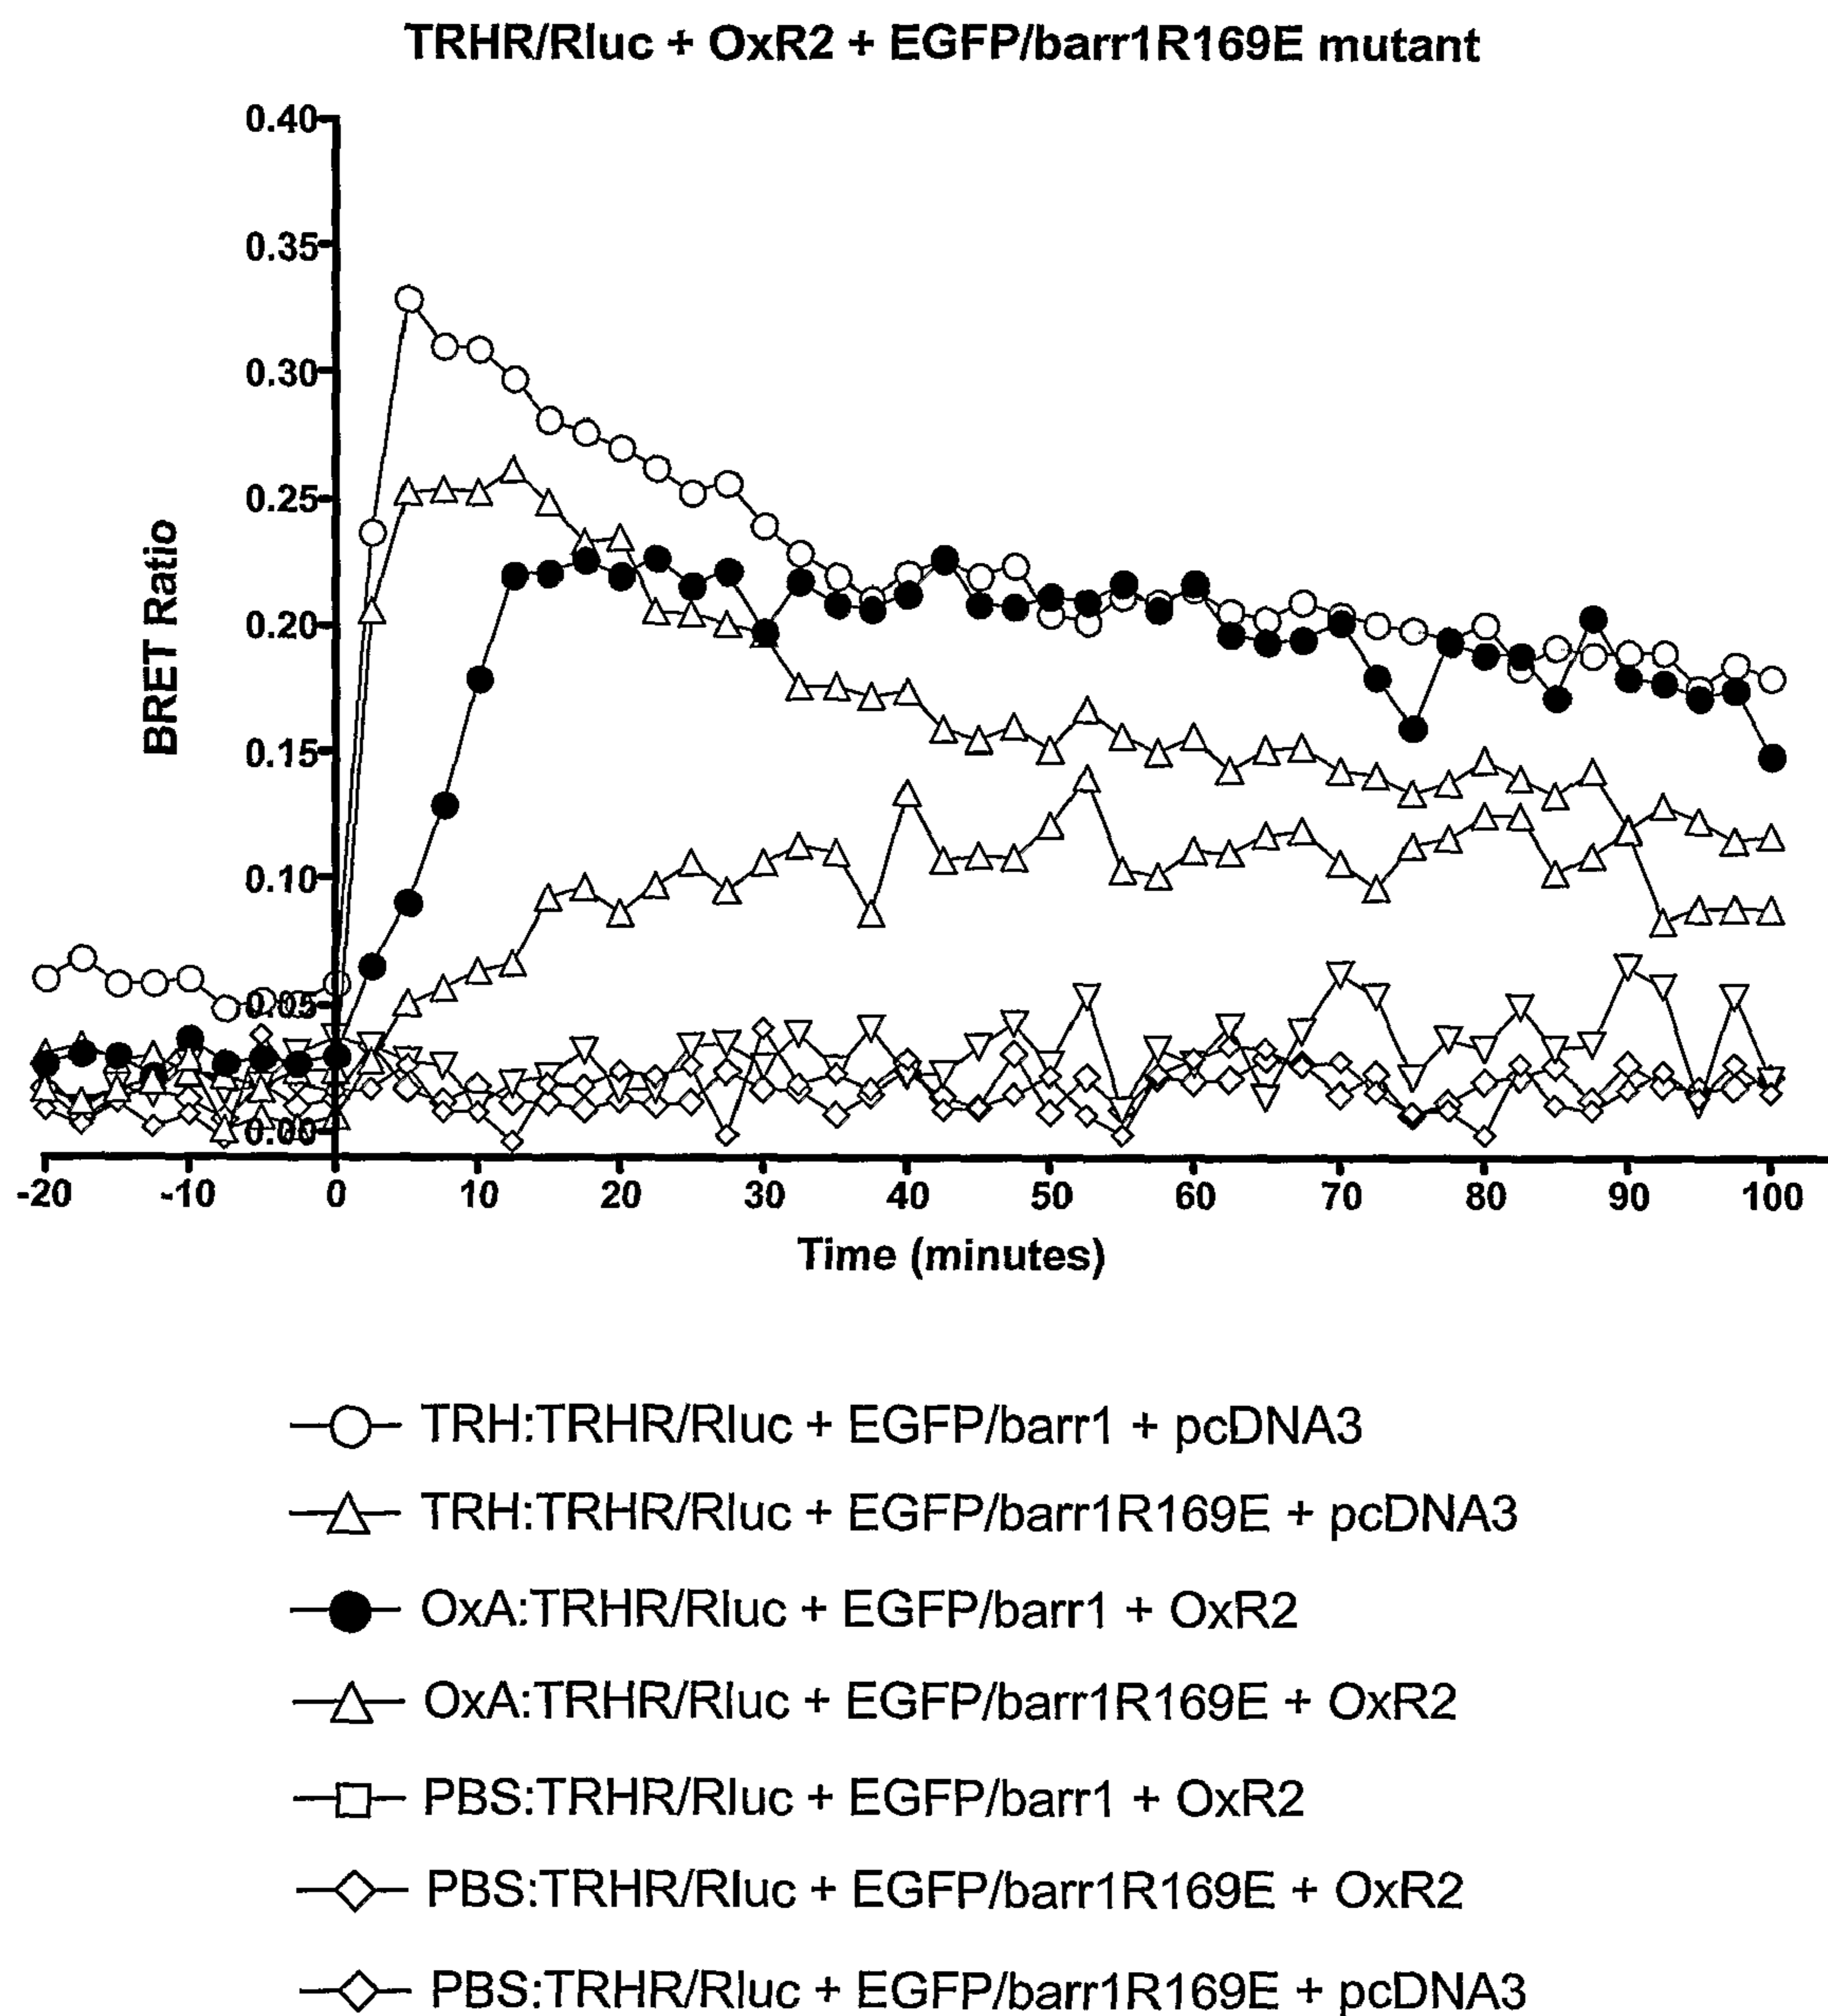 TRHR/Rluc + OxR2 + EGFP/barr1R169E mutant
0.40
0.35
0.30
0.25
0.20
0.15
0.10
0.05
0.00
BRET Ratio
-20 -10 0 10 20 30 40 50 60 70 80 90 100
Time (minutes)
TRH:TRHR/Rluc + EGFP/barr1 + pcDNA3
TRH:TRHR/Rluc + EGFP/barr1R169E + pcDNA3
OxA:TRHR/Rluc + EGFP/barr1 + OxR2
OxA:TRHR/Rluc + EGFP/barr1R169E + OxR2
PBS:TRHR/Rluc + EGFP/barr1 + OxR2
PBS:TRHR/Rluc + EGFP/barr1R169E + OxR2
PBS:TRHR/Rluc + EGFP/barr1R169E + pcDNA3